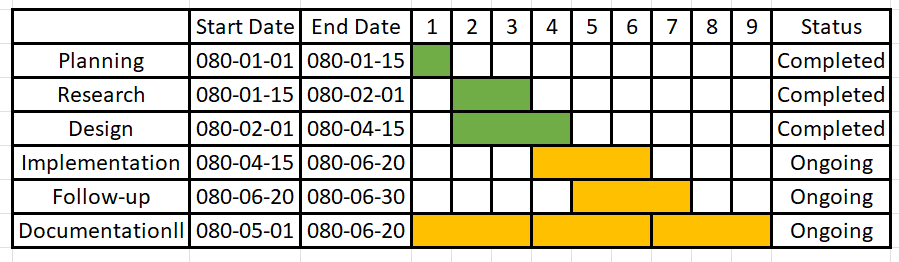 Start Date End Date 1 2 3 4 5 6 7 8 9 Status
Planning 080-01-01 080-01-15 Completed
Research 080-01-15 080-02-01 Completed
Design 080-02-01 080-04-15 Completed
Implementation 080-04-15 080-06-20 Ongoing
Follow-up 080-06-20 080-06-30 Ongoing
Documentationll 080-05-01 080-06-20 Ongoing